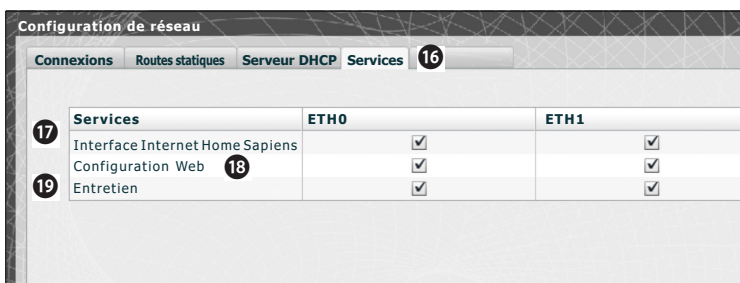 Configuration de réseau
Connexions Routes statiques Serveur DHCP Services 16
Services ETH0 ETH1
17
Interface Internet Home Sapiens
Configuration Web 18
19 Entretien